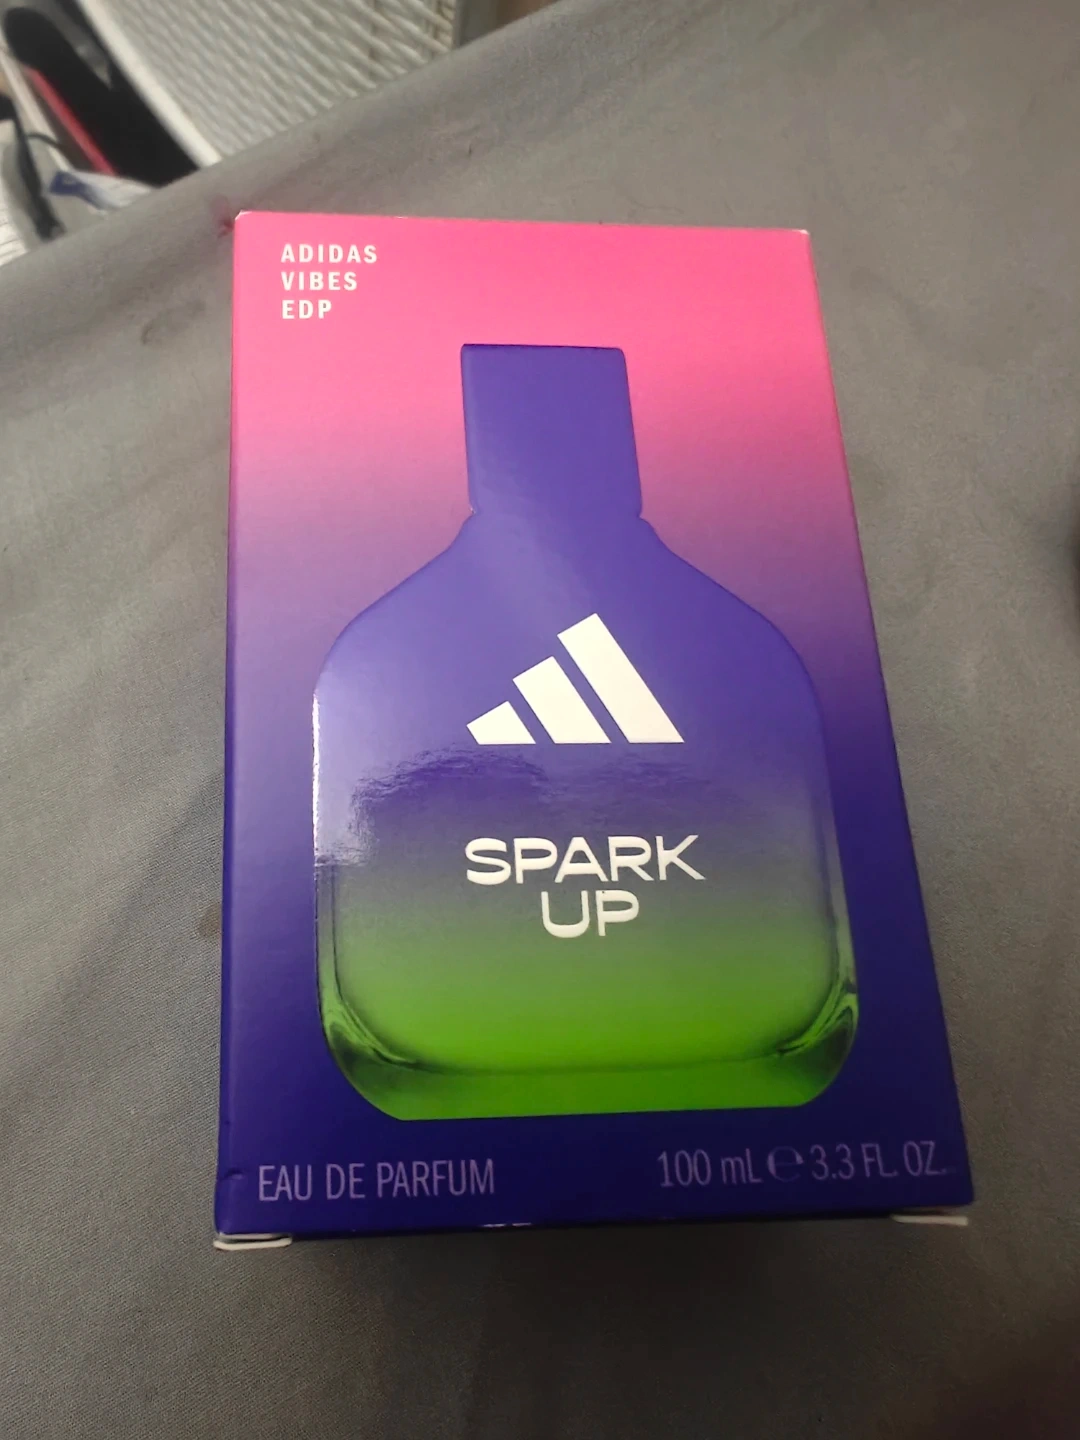 ADIDAS
VIBES
EDP
SPARK
UP
EAU DE PARFUM
100 mL ℮ 3.3 FL. OZ.